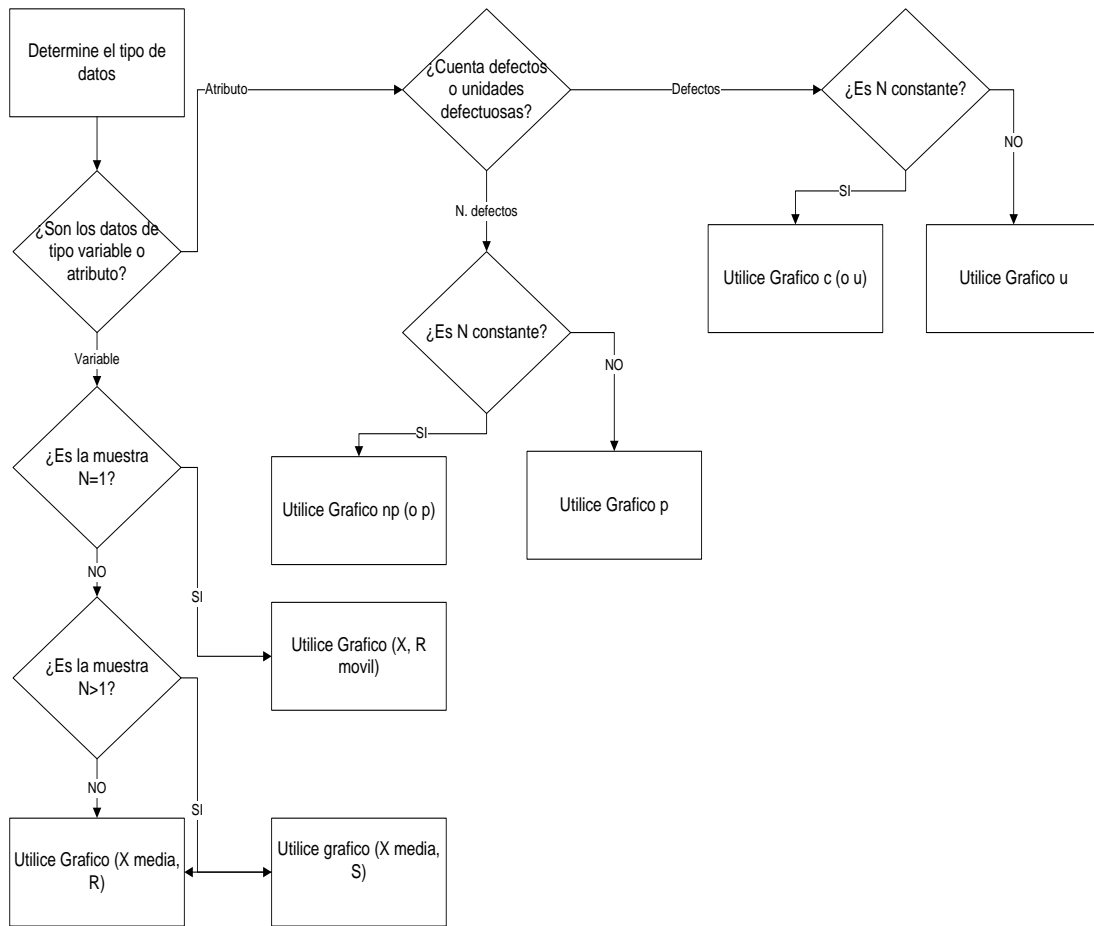 Determine el tipo de
datos
Atributo
¿Cuenta defectos
o unidades
defectuosas?
Defectos
¿Es N constante?
NO
SI
N. defectos
¿Son los datos de
tipo variable o
atributo?
Utilice Grafico c (o u)
Utilice Grafico u
¿Es N constante?
Variable
NO
SI
¿Es la muestra
N=1?
Utilice Grafico np (o p)
Utilice Grafico p
NO
SI
Utilice Grafico (X, R
movil)
¿Es la muestra
N>1?
NO
SI
Utilice Grafico (X media,
R)
Utilice grafico (X media,
S)